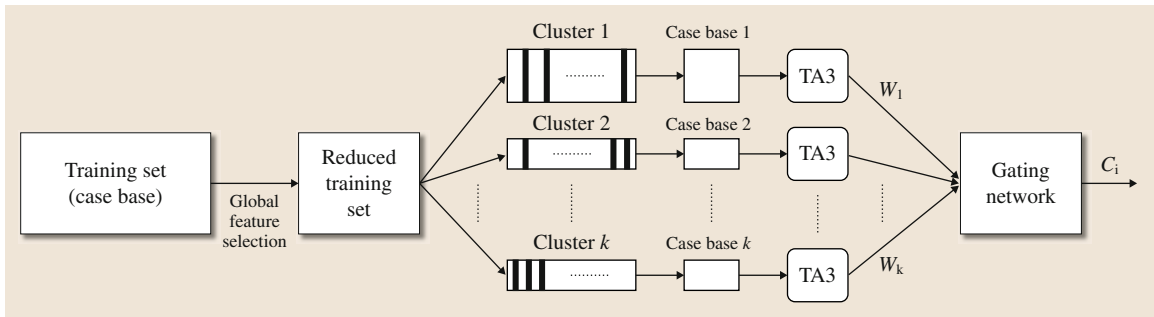 Training set
(case base)
Global
feature
selection
Reduced
training
set
Cluster 1
Case base 1
TA3
W1
Cluster 2
Case base 2
TA3
Cluster k
Case base k
TA3
Wk
Gating
network
Ci